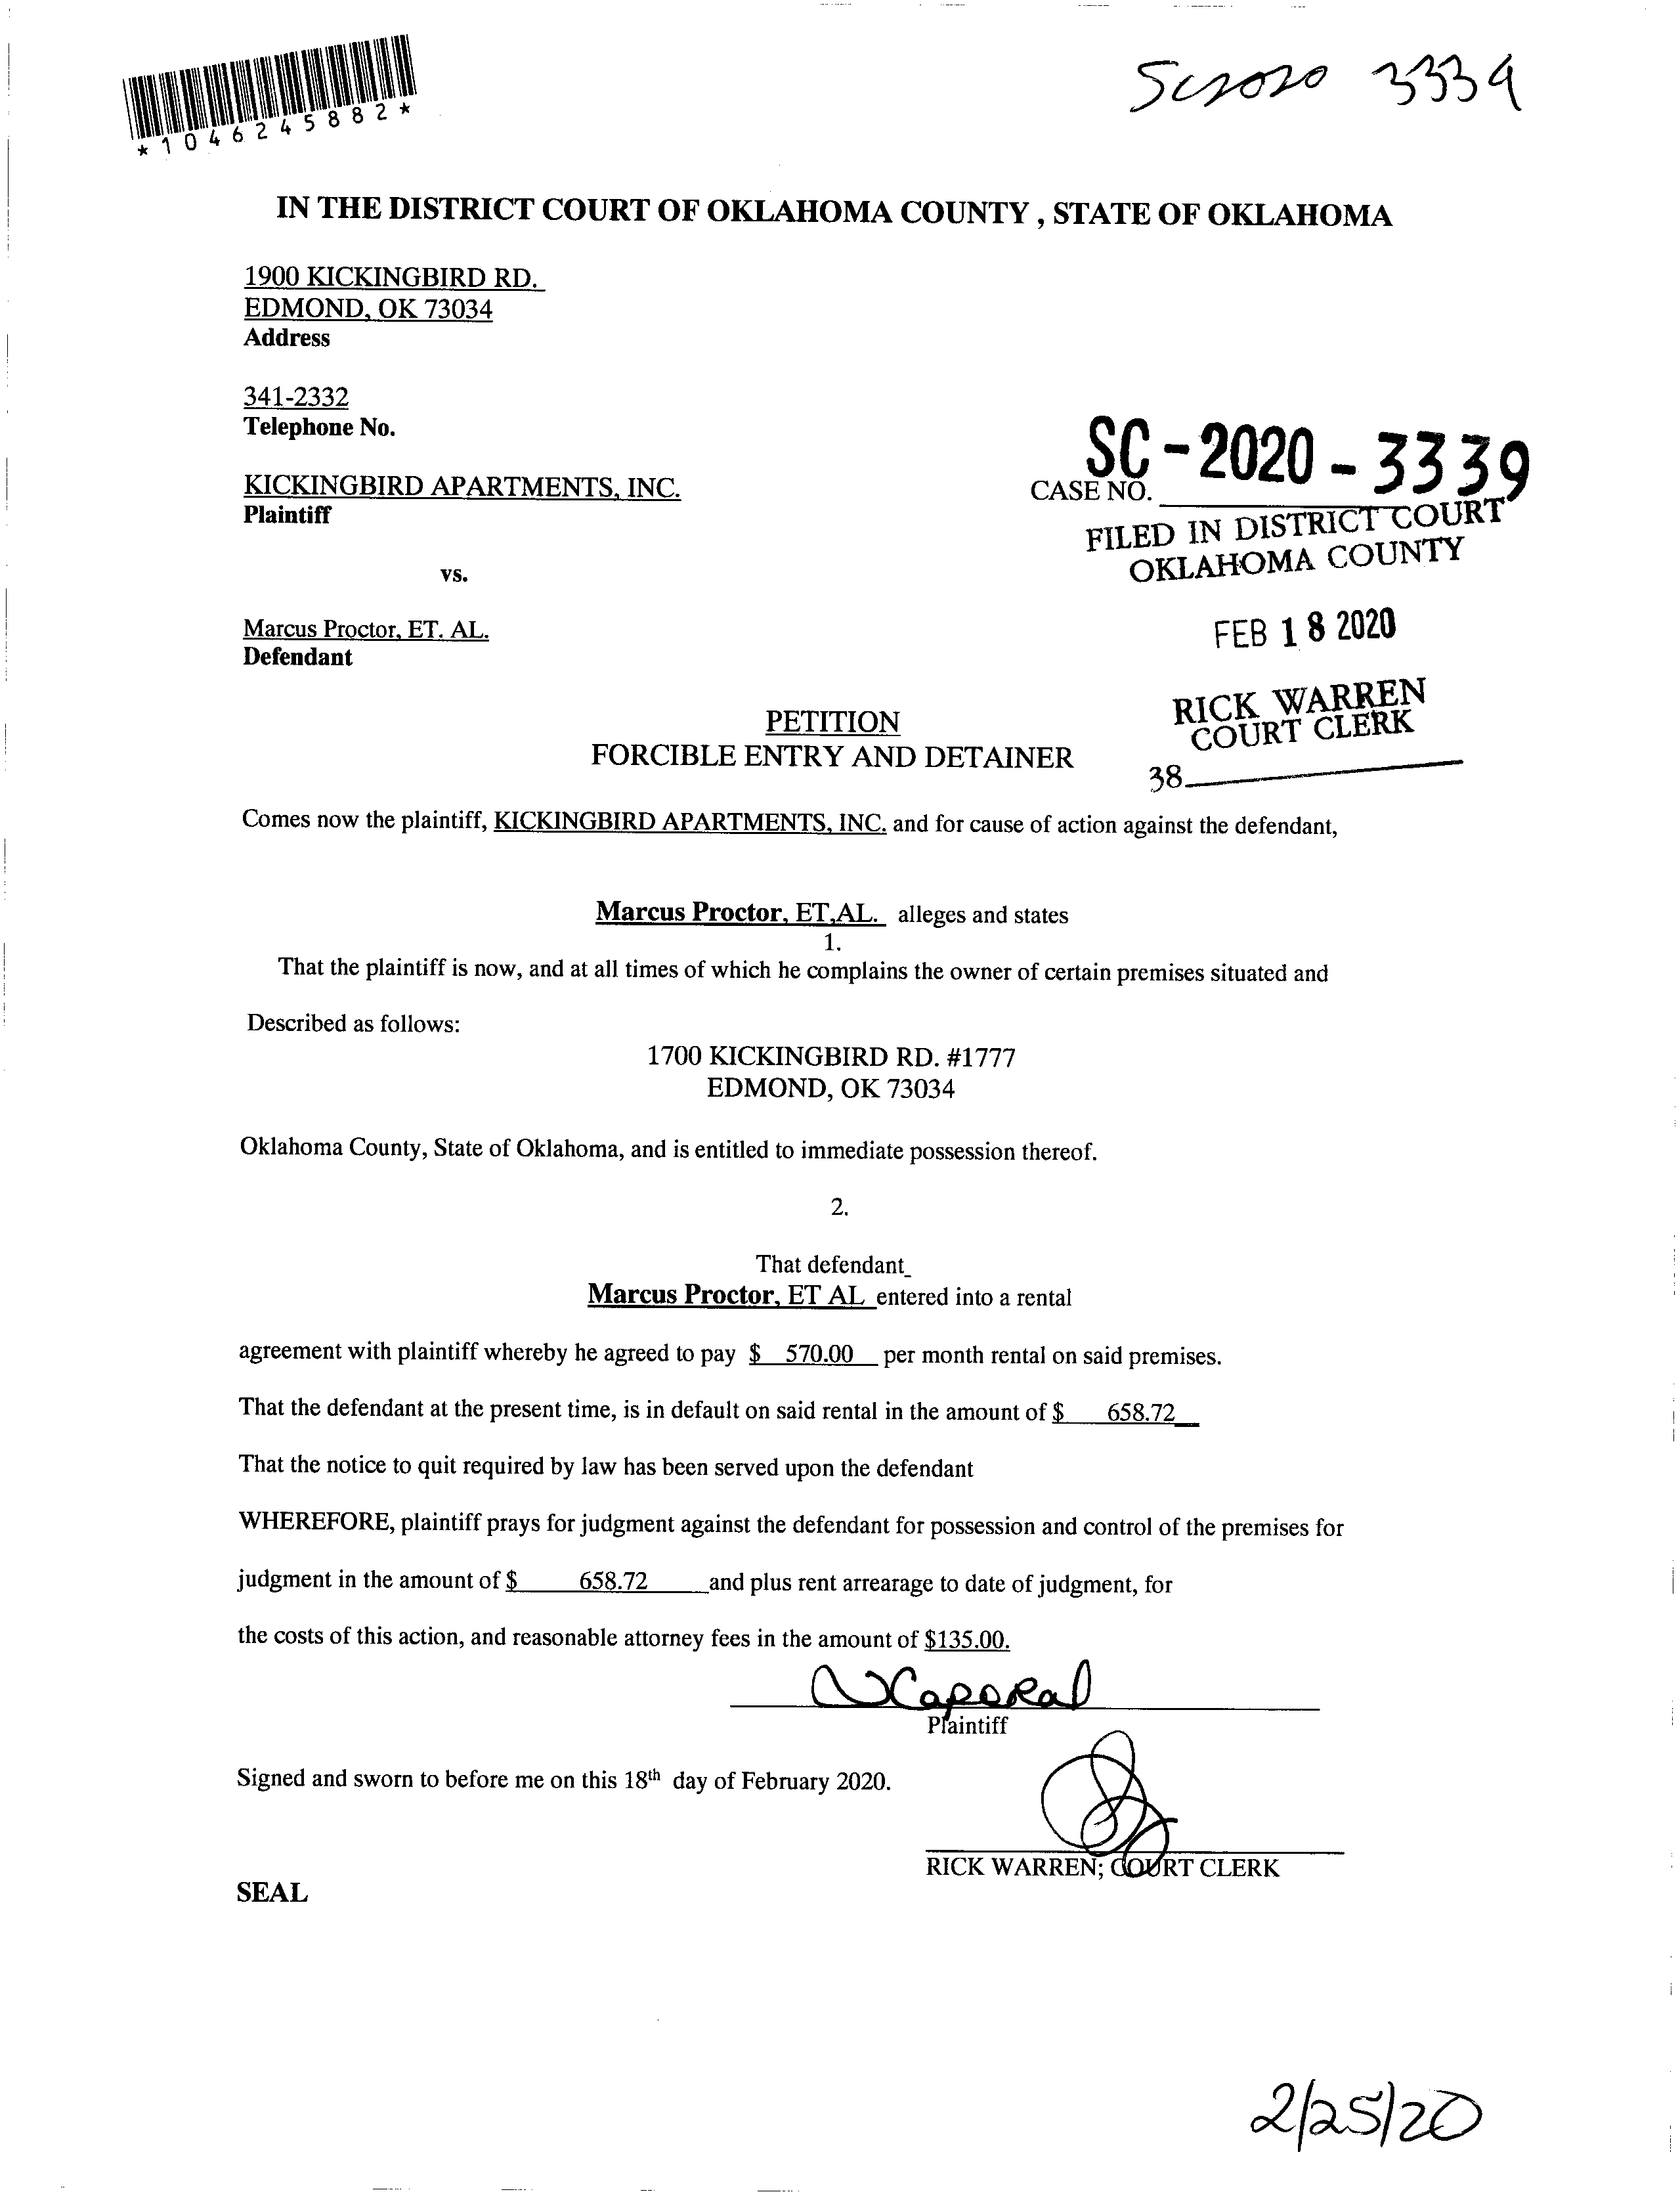 *1046245882*
SC2020 3339
IN THE DISTRICT COURT OF OKLAHOMA COUNTY , STATE OF OKLAHOMA
1900 KICKINGBIRD RD.
EDMOND, OK 73034
Address
341-2332
Telephone No.
KICKINGBIRD APARTMENTS, INC.
Plaintiff
SC-2020-3339
CASE NO.
FILED IN DISTRICT COURT
OKLAHOMA COUNTY
vs.
FEB 18 2020
Marcus Proctor, ET. AL.
Defendant
RICK WARREN
COURT CLERK
38
PETITION
FORCIBLE ENTRY AND DETAINER
Comes now the plaintiff, KICKINGBIRD APARTMENTS, INC. and for cause of action against the defendant,
Marcus Proctor, ET,AL. alleges and states
1.
That the plaintiff is now, and at all times of which he complains the owner of certain premises situated and
Described as follows:
1700 KICKINGBIRD RD. #1777
EDMOND, OK 73034
Oklahoma County, State of Oklahoma, and is entitled to immediate possession thereof.
2.
That defendant_
Marcus Proctor, ET AL entered into a rental
agreement with plaintiff whereby he agreed to pay $ 570.00 per month rental on said premises.
That the defendant at the present time, is in default on said rental in the amount of $ 658.72
That the notice to quit required by law has been served upon the defendant
WHEREFORE, plaintiff prays for judgment against the defendant for possession and control of the premises for
judgment in the amount of $ 658.72 and plus rent arrearage to date of judgment, for
the costs of this action, and reasonable attorney fees in the amount of $135.00.
NCaporal
Plaintiff
Signed and sworn to before me on this 18th day of February 2020.
RICK WARREN; COURT CLERK
SEAL
2/25/20